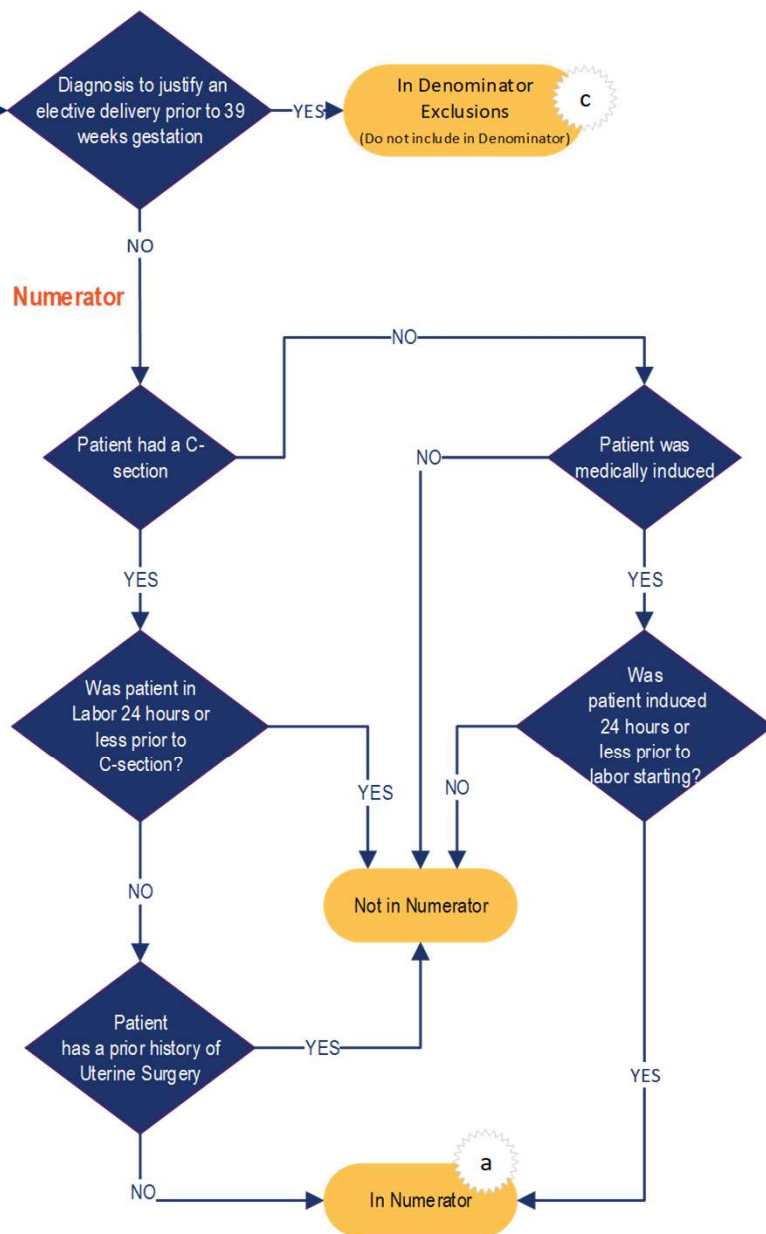 Diagnosis to justify an
elective delivery prior to 39
weeks gestation
YES
In Denominator
Exclusions
(Do not include in Denominator)
c
NO
Numerator
NO
Patient had a C-
section
NO
Patient was
medically induced
YES
YES
Was patient in
Labor 24 hours or
less prior to
C-section?
Was
patient induced
24 hours or
less prior to
labor starting?
YES
NO
NO
Not in Numerator
Patient
has a prior history of
Uterine Surgery
YES
YES
NO
a
In Numerator